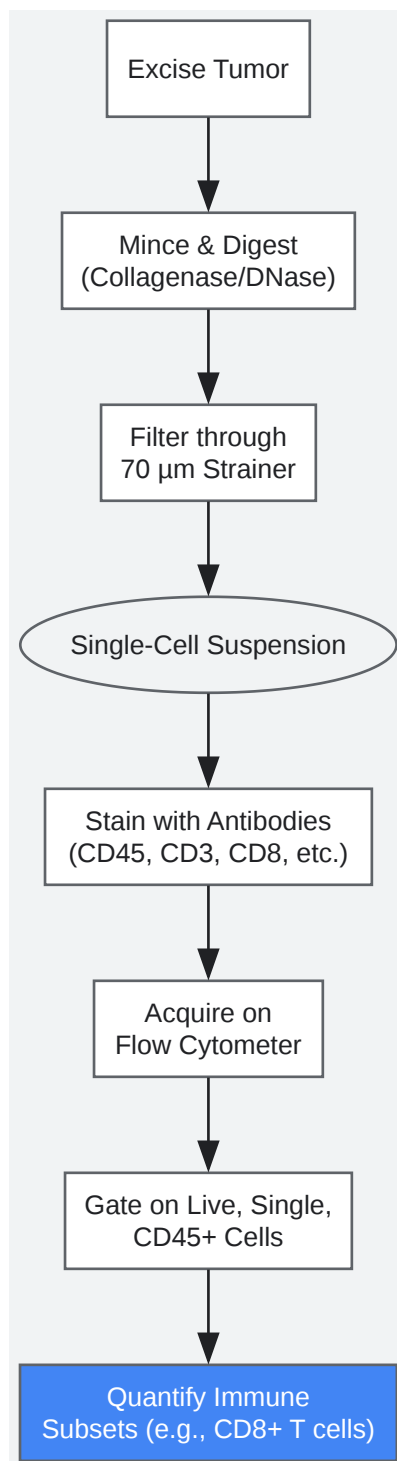 Excise Tumor
Mince & Digest
(Collagenase/DNase)
Filter through
70 µm Strainer
Single-Cell Suspension
Stain with Antibodies
(CD45, CD3, CD8, etc.)
Acquire on
Flow Cytometer
Gate on Live, Single,
CD45+ Cells
Quantify Immune
Subsets (e.g., CD8+ T cells)